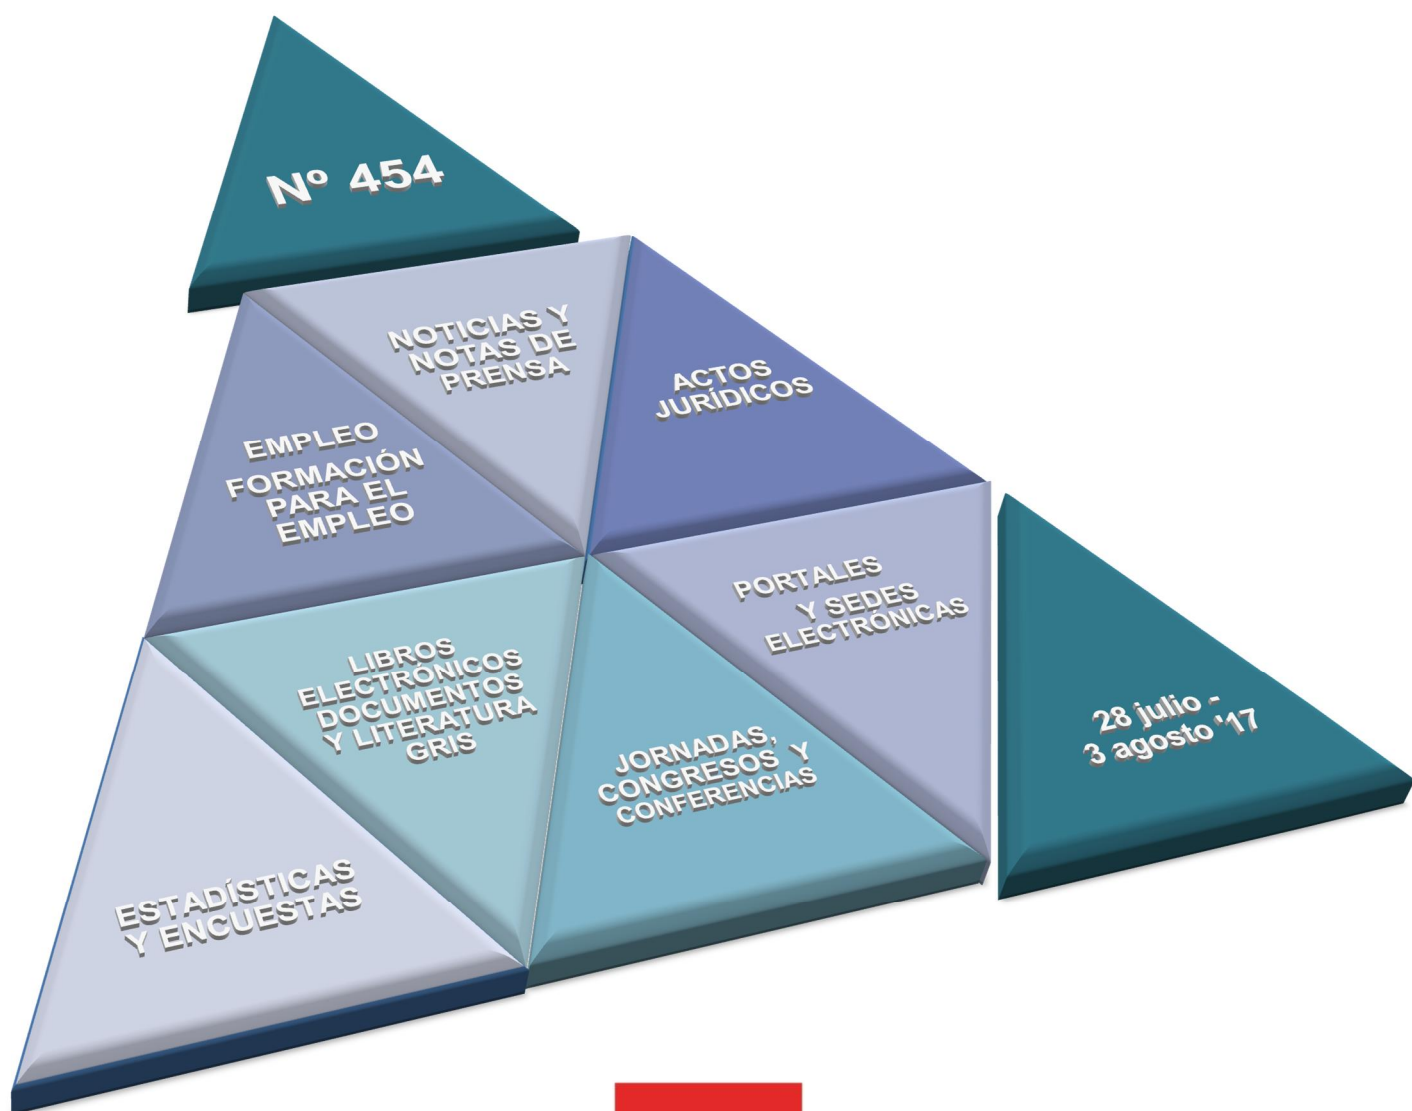 Nº 454
NOTICIAS Y
NOTAS DE
PRENSA
ACTOS
JURÍDICOS
EMPLEO
FORMACIÓN
PARA EL
EMPLEO
PORTALES
Y SEDES
ELECTRÓNICAS
LIBROS
ELECTRÓNICOS
DOCUMENTOS
Y LITERATURA
GRIS
JORNADAS,
CONGRESOS Y
CONFERENCIAS
28 julio -
3 agosto '17
ESTADÍSTICAS
Y ENCUESTAS